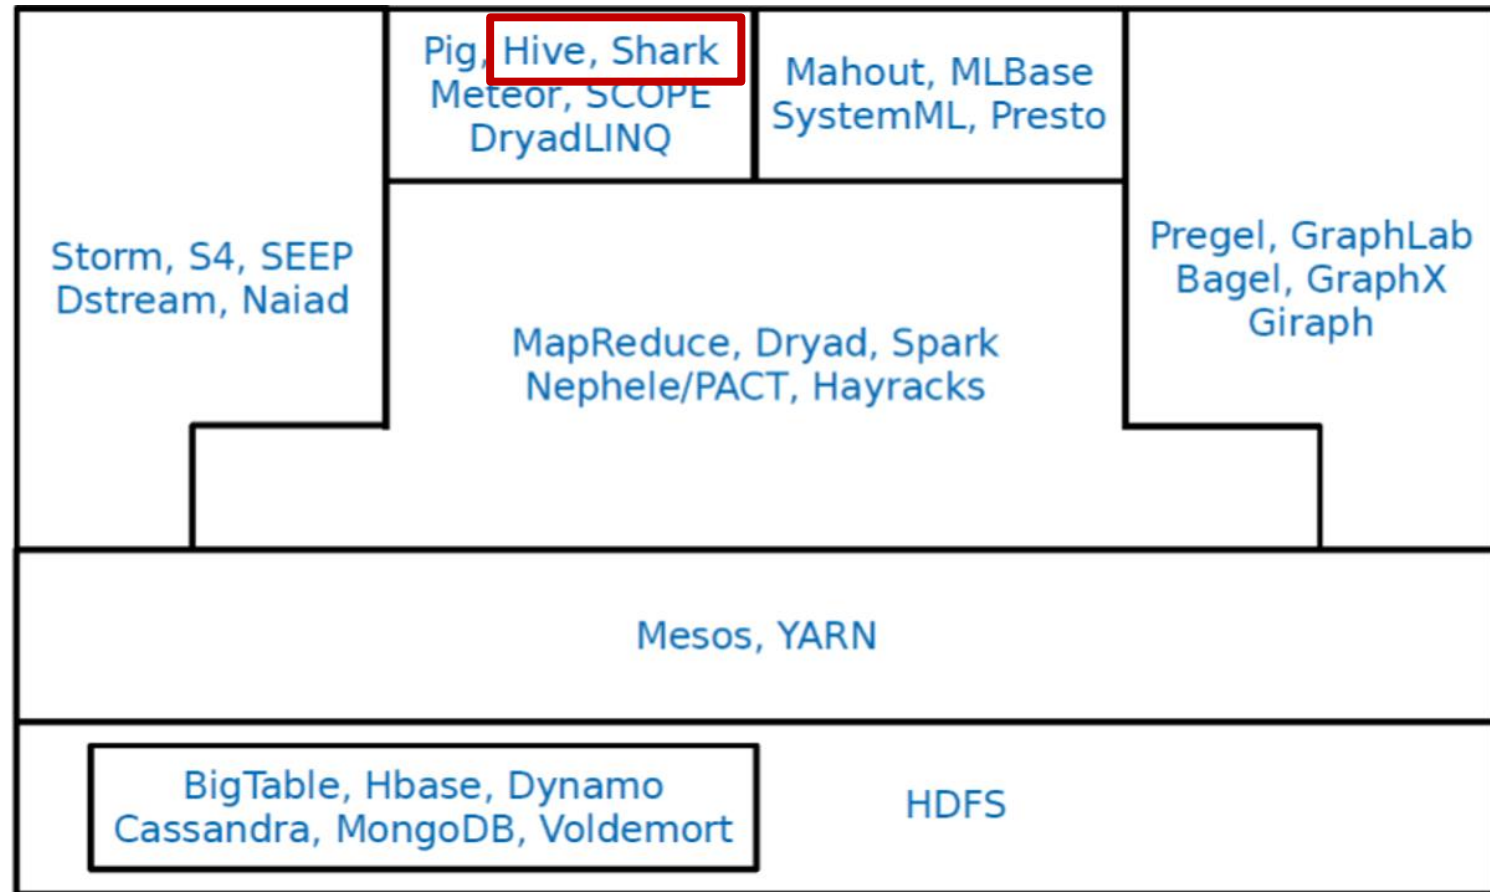 Pig, Hive, Shark
Meteor, SCOPE
DryadLINQ
Mahout, MLBase
SystemML, Presto
Storm, S4, SEEP
Dstream, Naiad
Pregel, GraphLab
Bagel, GraphX
Giraph
MapReduce, Dryad, Spark
Nephele/PACT, Hayracks
Mesos, YARN
BigTable, Hbase, Dynamo
Cassandra, MongoDB, Voldemort
HDFS